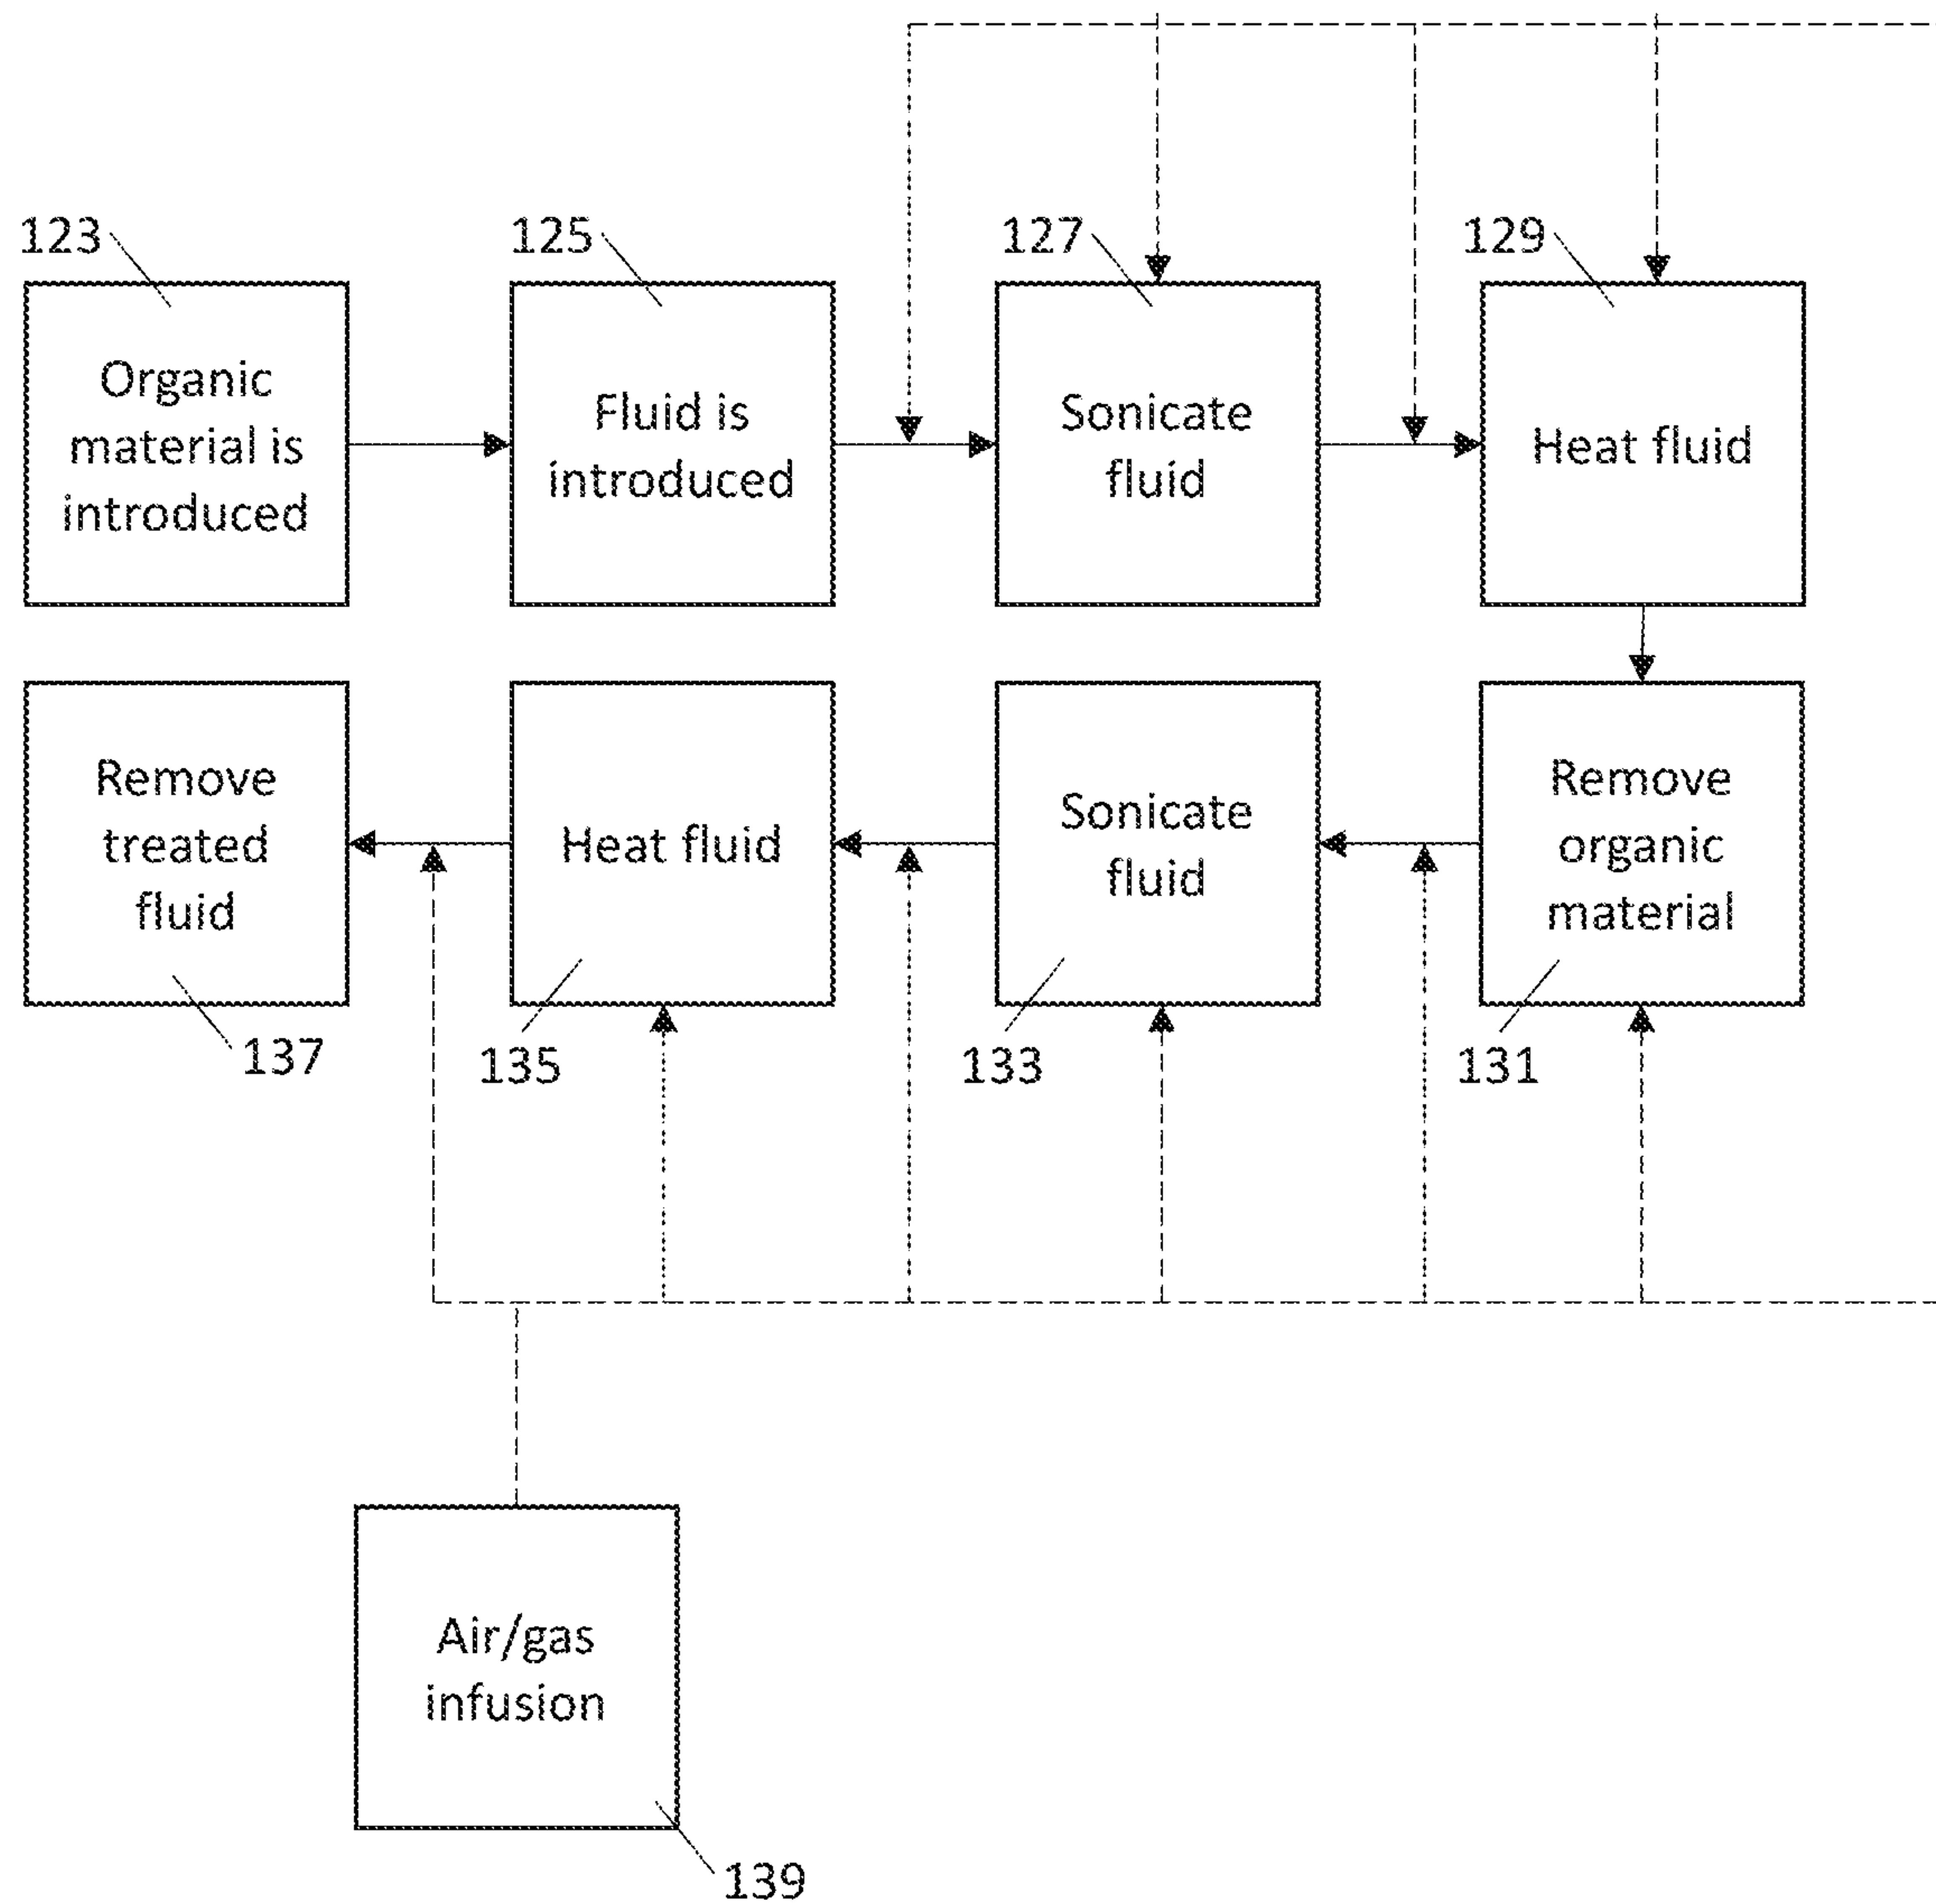 123
125
127
129
Organic
material is
introduced
Fluid is
introduced
Sonicate
fluid
Heat fluid
Remove
treated
fluid
Heat fluid
Sonicate
fluid
Remove
organic
material
137
135
133
131
Air/gas
infusion
139